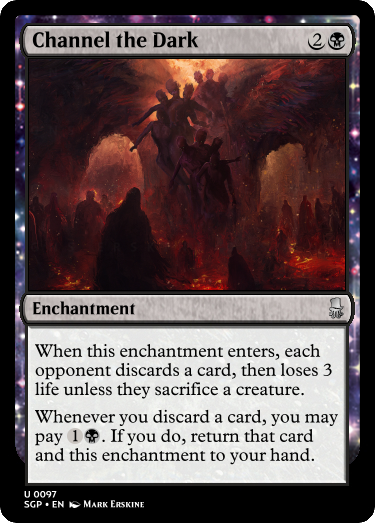 Channel the Dark 2
Enchantment
When this enchantment enters, each
opponent discards a card, then loses 3
life unless they sacrifice a creature.
Whenever you discard a card, you may
pay 1. If you do, return that card
and this enchantment to your hand.
U 0097
SGP • EN Mark Erskine